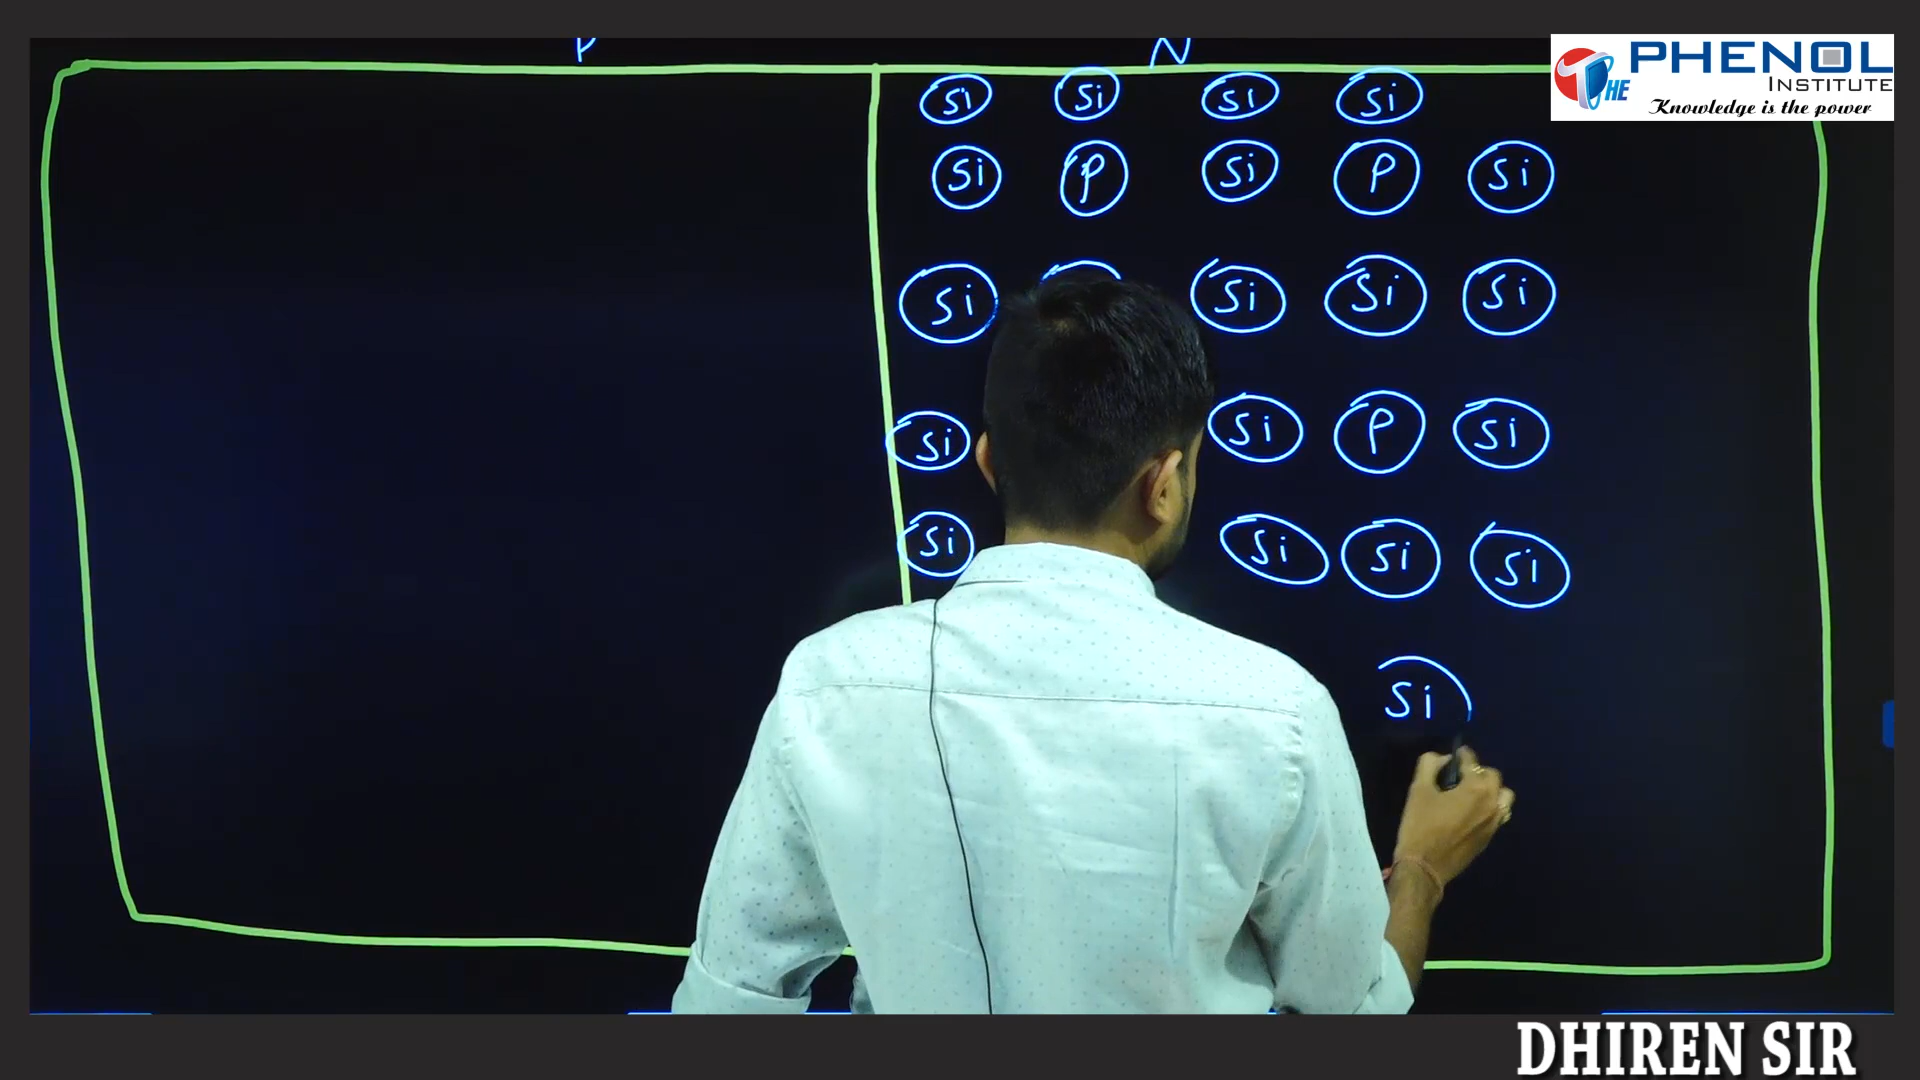 P N
THE PHENOL
INSTITUTE
Knowledge is the power
Si Si Si Si
Si P Si P Si
Si Si Si Si
Si Si P Si
Si Si Si Si
Si
DHIREN SIR